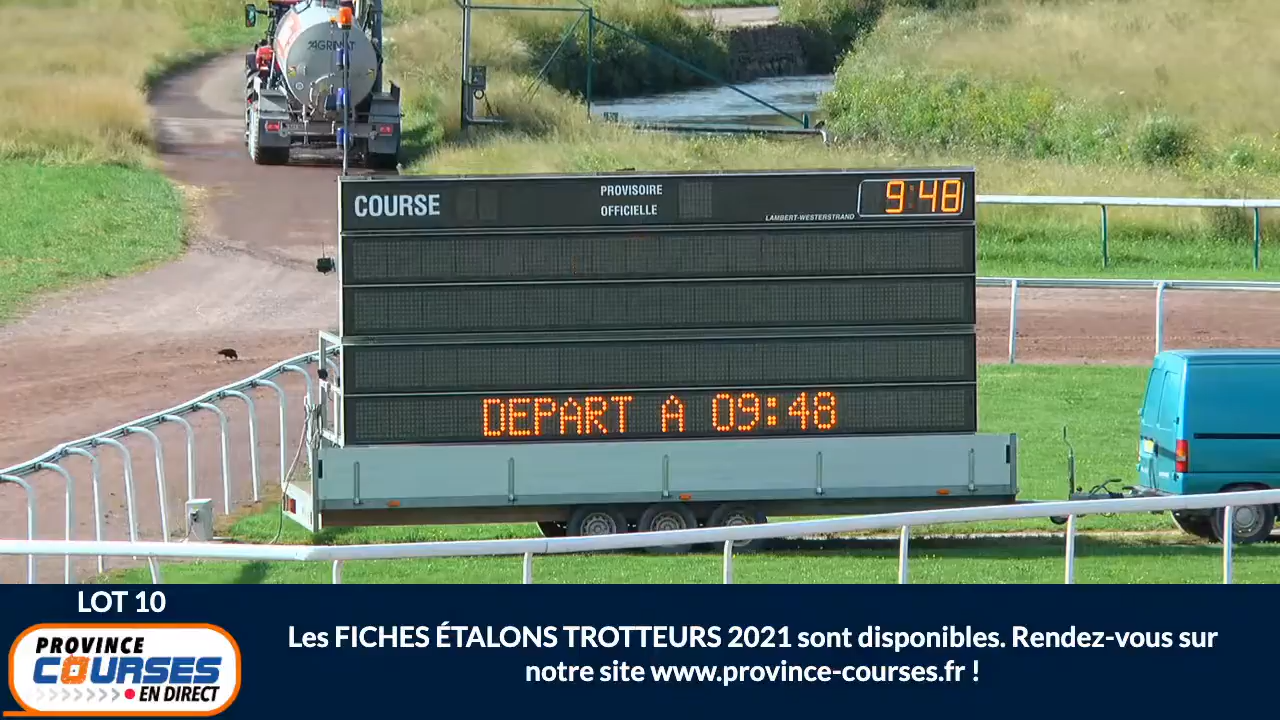 AGRIMAT
COURSE
PROVISOIRE
OFFICIELLE
LAMBERT-WESTERSTRAND
9:48
DEPART A 09:48
LOT 10
PROVINCE
COURSES
EN DIRECT
Les FICHES ÉTALONS TROTTEURS 2021 sont disponibles. Rendez-vous sur
notre site www.province-courses.fr !